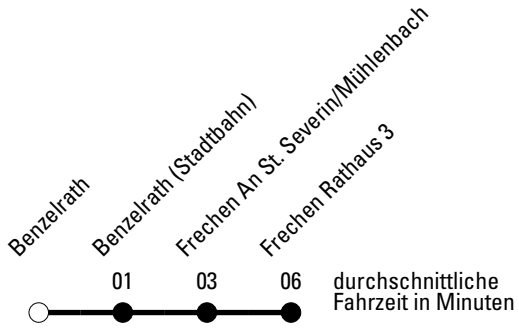 Benzelrath
Benzelrath (Stadtbahn)
Frechen An St. Severin/Mühlenbach
Frechen Rathaus 3
01 03 06 durchschnittliche
Fahrzeit in Minuten